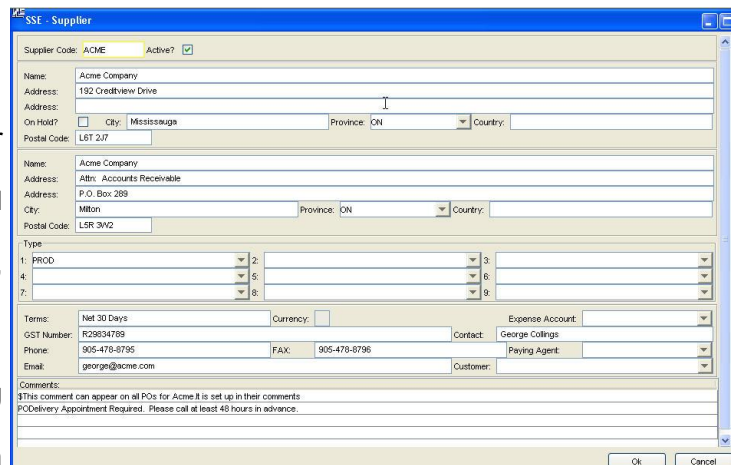 SSE - Supplier
Supplier Code: ACME Active?
Name: Acme Company
Address: 192 Creditview Drive
Address:
On Hold? City: Mississauga Province: ON Country:
Postal Code: L6T 2J7
Name: Acme Company
Address: Attn: Accounts Receivable
Address: P.O. Box 289
City: Milton Province: ON Country:
Postal Code: L5R 3W2
Type
1: PROD 2: 3:
4: 5: 6:
7: 8: 9:
Terms: Net 30 Days Currency: Expense Account:
GST Number: R29834789 Contact: George Collings
Phone: 905-478-8795 FAX: 905-478-8796 Paying Agent:
Email: george@acme.com Customer:
Comments:
$This comment can appear on all POs for Acme.It is set up in their comments
PODelivery Appointment Required. Please call at least 48 hours in advance.
Ok Cancel